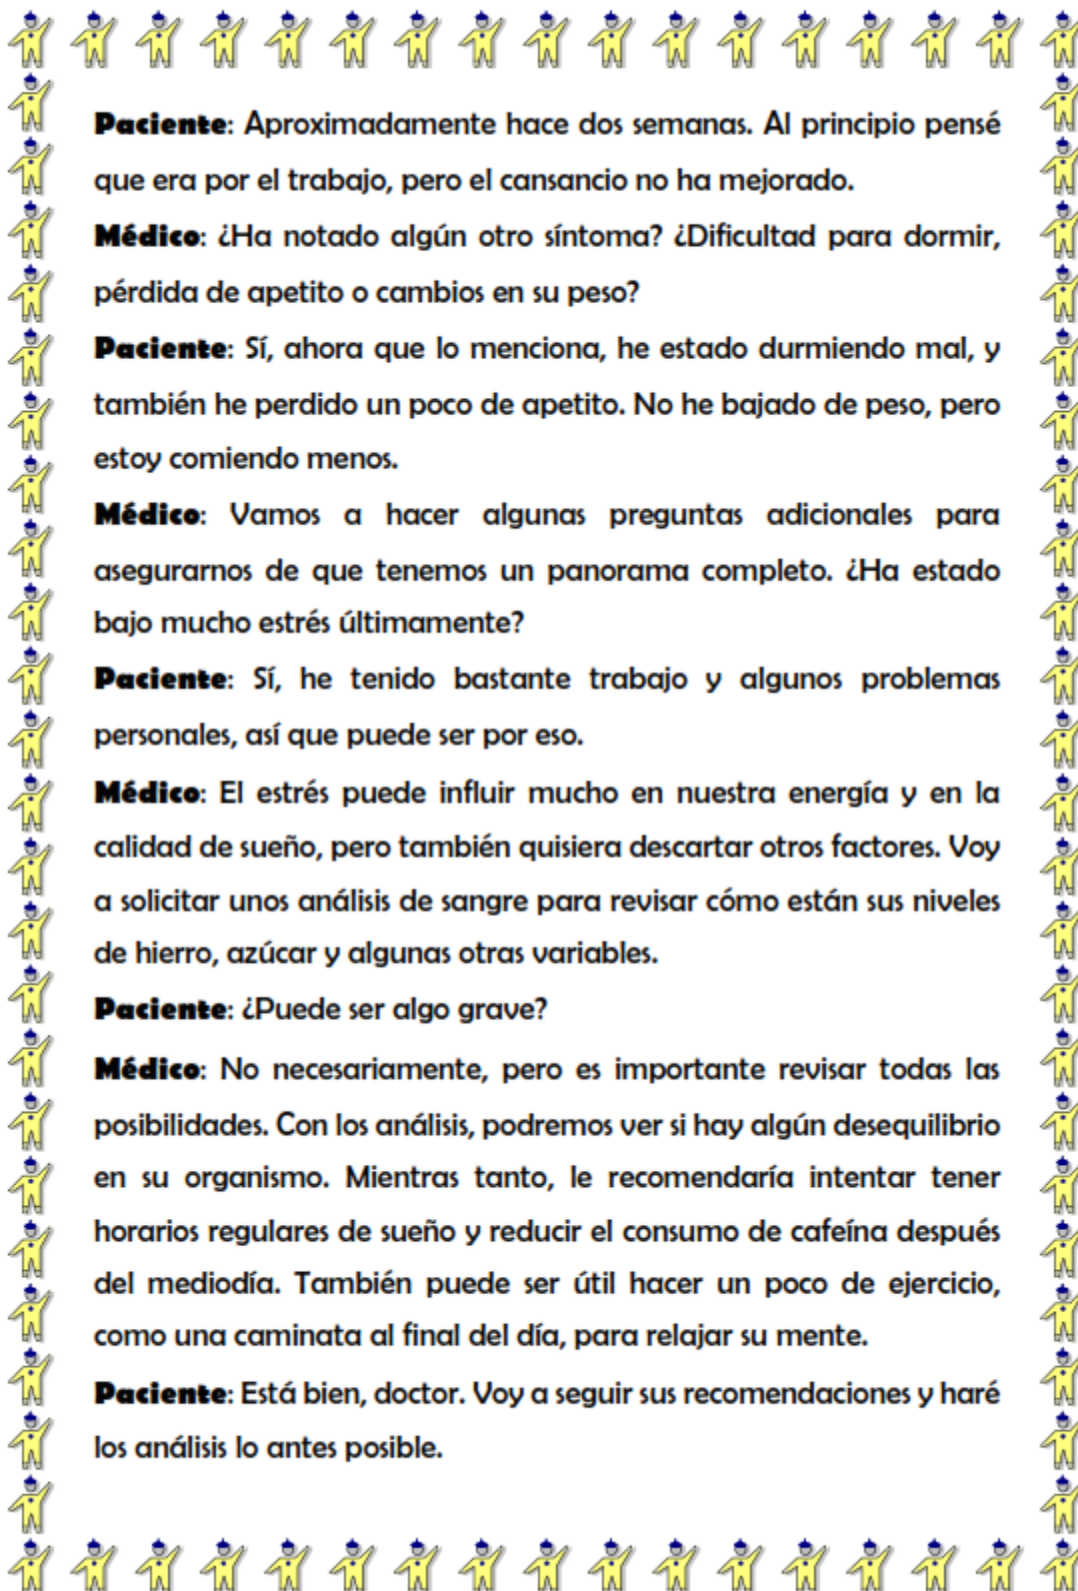 Paciente: Aproximadamente hace dos semanas. Al principio pensé
que era por el trabajo, pero el cansancio no ha mejorado.
Médico: ¿Ha notado algún otro síntoma? ¿Dificultad para dormir,
pérdida de apetito o cambios en su peso?
Paciente: Sí, ahora que lo menciona, he estado durmiendo mal, y
también he perdido un poco de apetito. No he bajado de peso, pero
estoy comiendo menos.
Médico: Vamos a hacer algunas preguntas adicionales para
asegurarnos de que tenemos un panorama completo. ¿Ha estado
bajo mucho estrés últimamente?
Paciente: Sí, he tenido bastante trabajo y algunos problemas
personales, así que puede ser por eso.
Médico: El estrés puede influir mucho en nuestra energía y en la
calidad de sueño, pero también quisiera descartar otros factores. Voy
a solicitar unos análisis de sangre para revisar cómo están sus niveles
de hierro, azúcar y algunas otras variables.
Paciente: ¿Puede ser algo grave?
Médico: No necesariamente, pero es importante revisar todas las
posibilidades. Con los análisis, podremos ver si hay algún desequilibrio
en su organismo. Mientras tanto, le recomendaría intentar tener
horarios regulares de sueño y reducir el consumo de cafeína después
del mediodía. También puede ser útil hacer un poco de ejercicio,
como una caminata al final del día, para relajar su mente.
Paciente: Está bien, doctor. Voy a seguir sus recomendaciones y haré
los análisis lo antes posible.